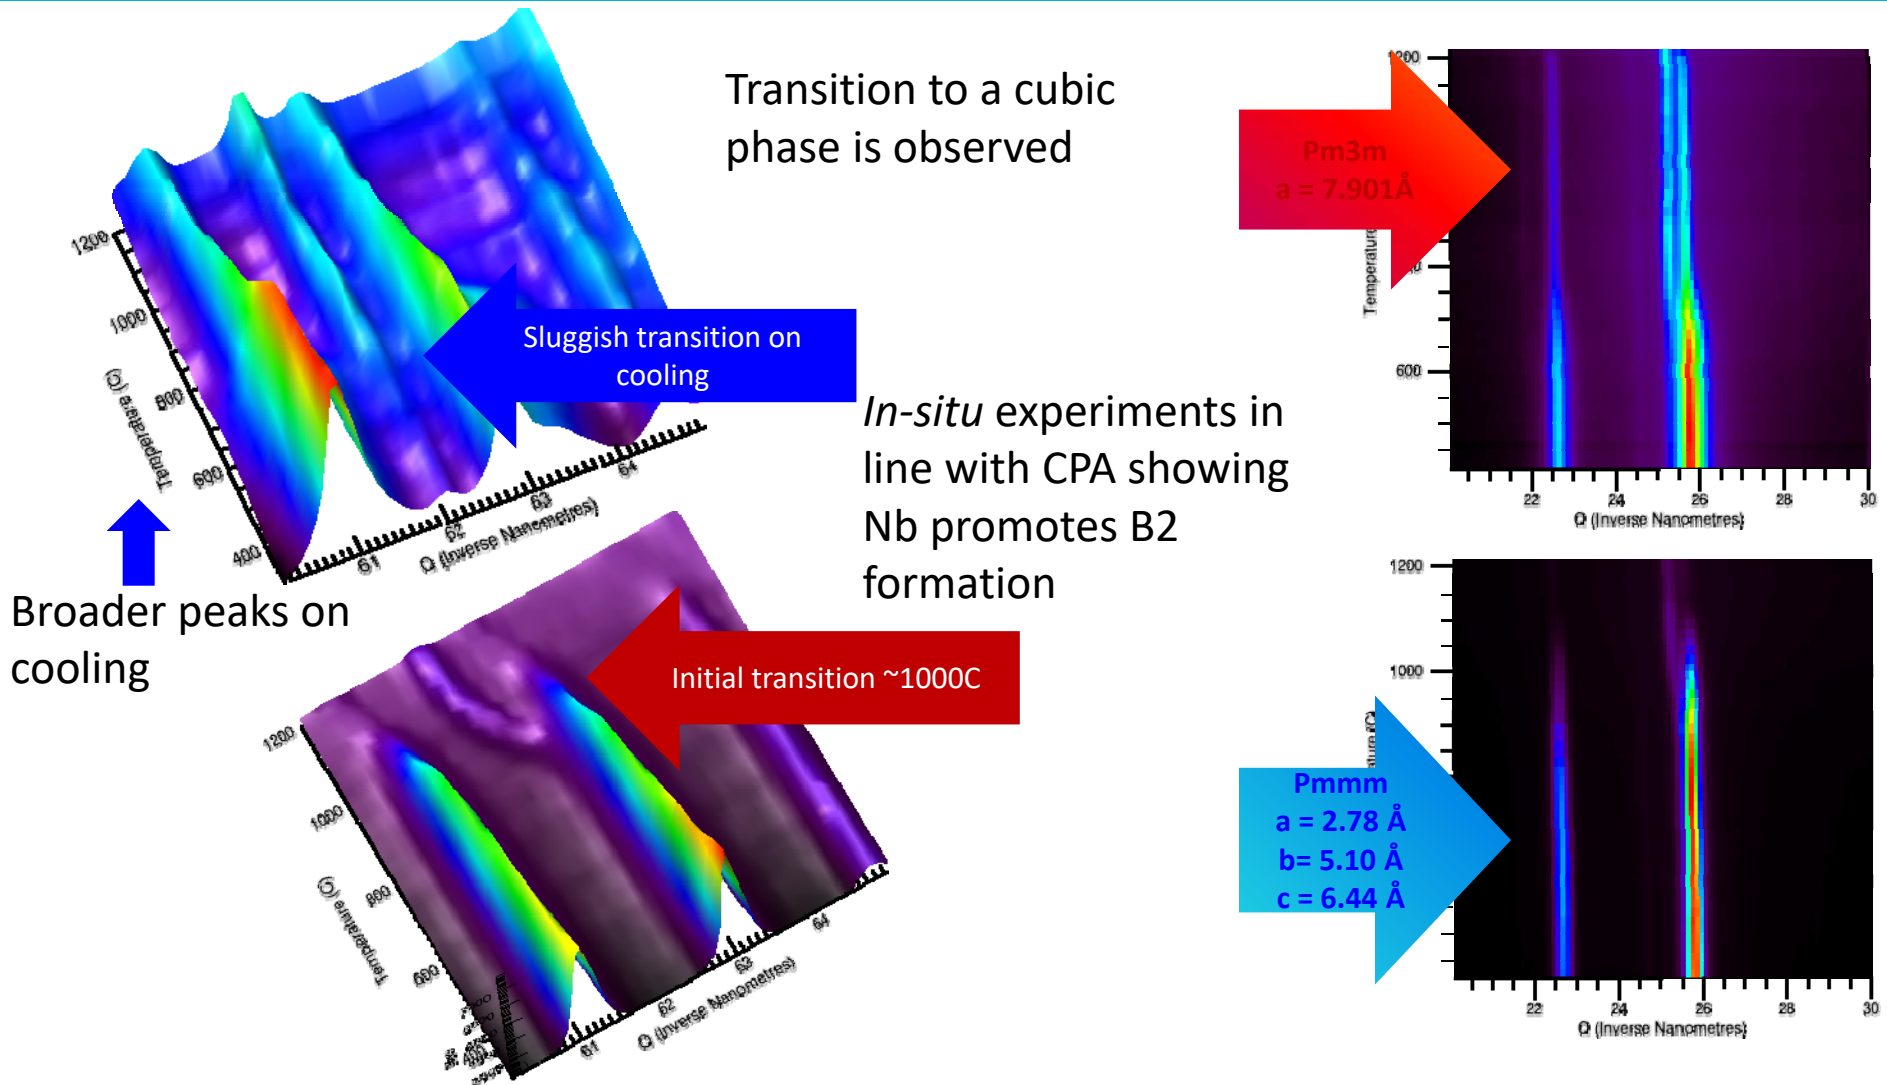 Transition to a cubic
phase is observed
Sluggish transition on
cooling
1200
1000
800
600
400
Temperature (C)
61
62
63
64
Q (Inverse Nanometres)
Broader peaks on
cooling
In-situ experiments in
line with CPA showing
Nb promotes B2
formation
Initial transition ~1000C
1200
1000
800
600
Temperature (C)
61
62
63
64
Q (Inverse Nanometres)
Pm3m
a = 7.901Å
1200
600
Temperature
22
24
26
28
30
Q (Inverse Nanometres)
Pmmm
a = 2.78 Å
b= 5.10 Å
c = 6.44 Å
1200
1000
22
24
26
28
30
Q (Inverse Nanometres)